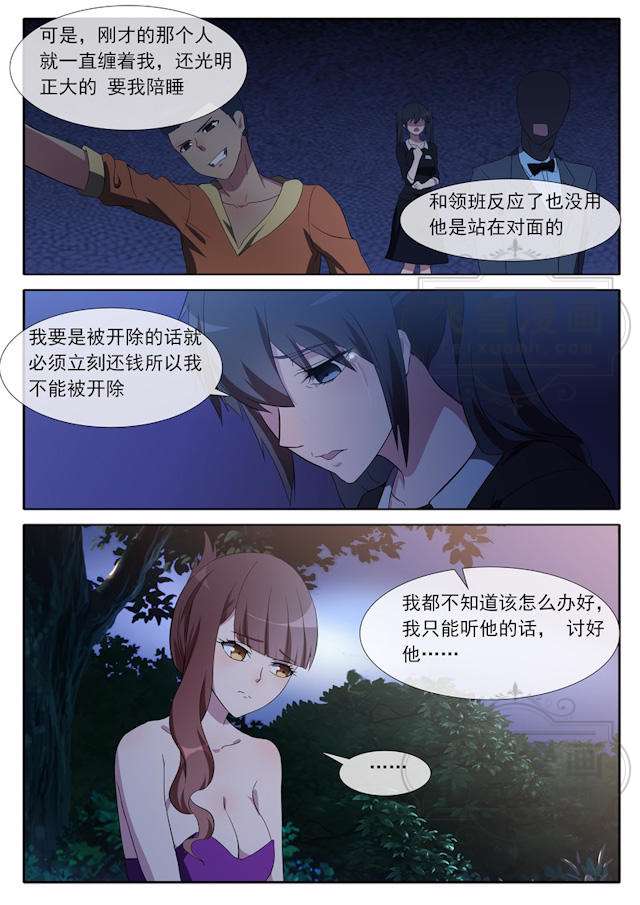 可是，刚才的那个人
就一直缠着我，还光明
正大的 要我陪睡
和领班反应了也没用
他是站在对面的
我要是被开除的话就
必须立刻还钱所以我
不能被开除
我都不知道该怎么办好，
我只能听他的话， 讨好
他……
……